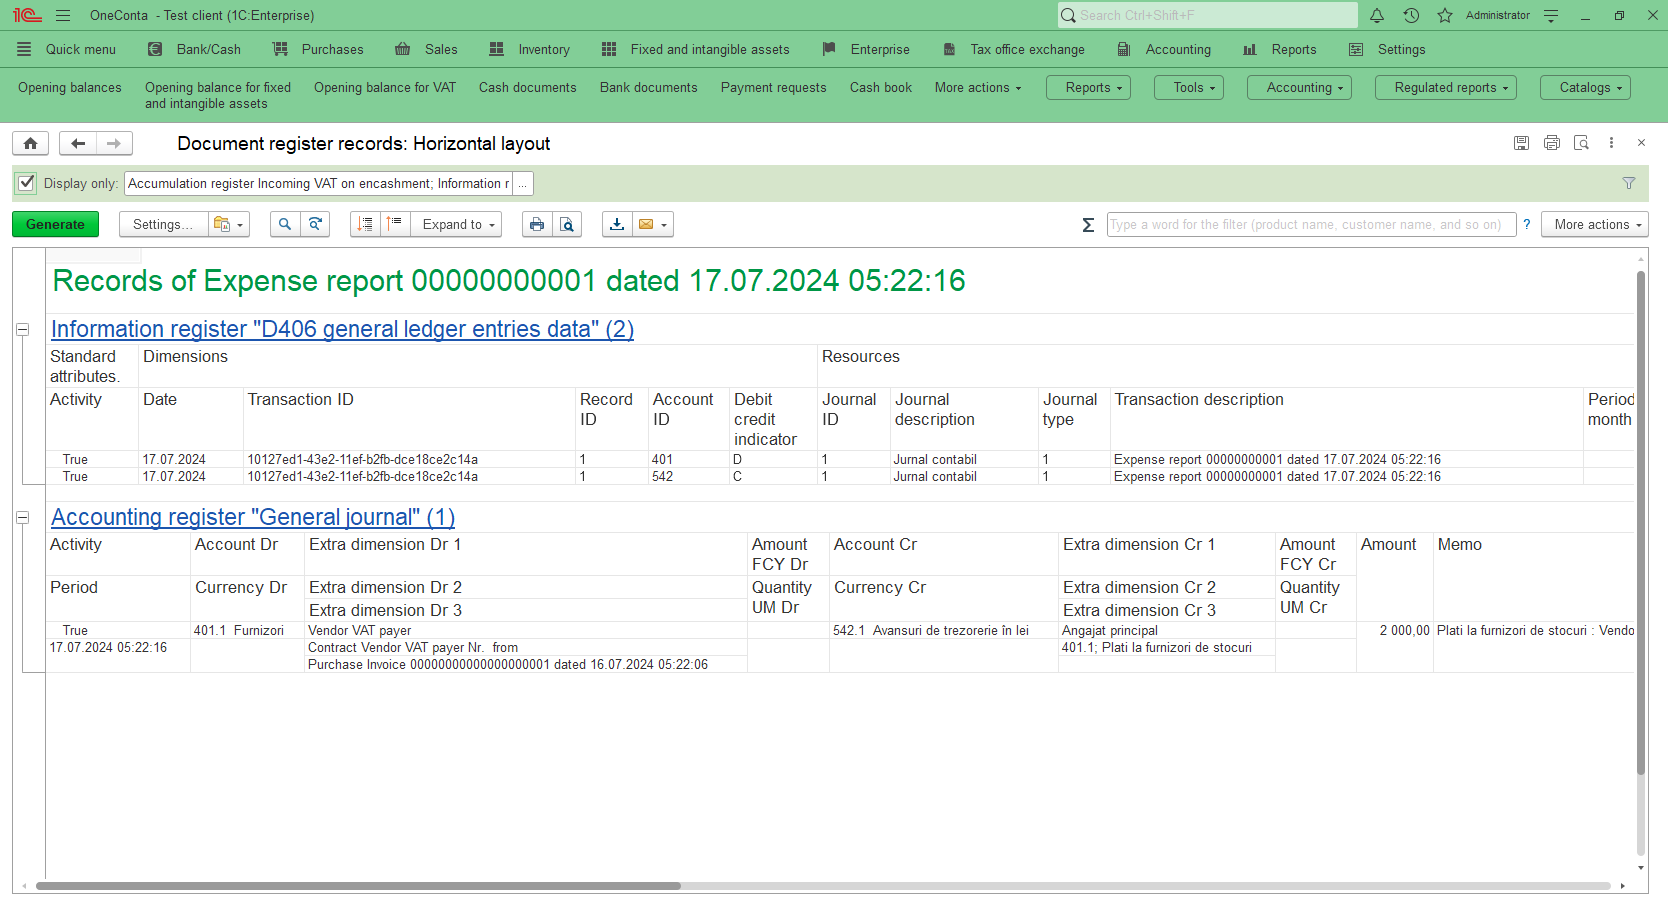 OneConta - Test client (1C:Enterprise)
Search Ctrl+Shift+F
Administrator
Quick menu
Bank/Cash
Purchases
Sales
Inventory
Fixed and intangible assets
Enterprise
Tax office exchange
Accounting
Reports
Settings
Opening balances
Opening balance for fixed
and intangible assets
Opening balance for VAT
Cash documents
Bank documents
Payment requests
Cash book
More actions
Reports
Tools
Accounting
Regulated reports
Catalogs
Document register records: Horizontal layout
Display only: Accumulation register Incoming VAT on encashment; Information r ...
Generate
Settings...
Expand to
Σ
Type a word for the filter (product name, customer name, and so on)
?
More actions
Records of Expense report 00000000001 dated 17.07.2024 05:22:16
Information register "D406 general ledger entries data" (2)
Standard
attributes.
Dimensions
Resources
Activity
Date
Transaction ID
Record
ID
Account
ID
Debit
credit
indicator
Journal
ID
Journal
description
Journal
type
Transaction description
Period
month
True 17.07.2024 10127ed1-43e2-11ef-b2fb-dce18ce2c14a 1 401 D 1 Jurnal contabil 1 Expense report 00000000001 dated 17.07.2024 05:22:16
True 17.07.2024 10127ed1-43e2-11ef-b2fb-dce18ce2c14a 1 542 C 1 Jurnal contabil 1 Expense report 00000000001 dated 17.07.2024 05:22:16
Accounting register "General journal" (1)
Activity
Account Dr
Extra dimension Dr 1
Amount
FCY Dr
Account Cr
Extra dimension Cr 1
Amount
FCY Cr
Amount
Memo
Period
Currency Dr
Extra dimension Dr 2
Extra dimension Dr 3
Quantity
UM Dr
Currency Cr
Extra dimension Cr 2
Extra dimension Cr 3
Quantity
UM Cr
True 401.1 Furnizori Vendor VAT payer 542.1 Avansuri de trezorerie în lei Angajat principal 2 000,00 Plati la furnizori de stocuri : Vendo
17.07.2024 05:22:16 Contract Vendor VAT payer Nr. from 401.1; Plati la furnizori de stocuri
Purchase Invoice 00000000000000000001 dated 16.07.2024 05:22:06